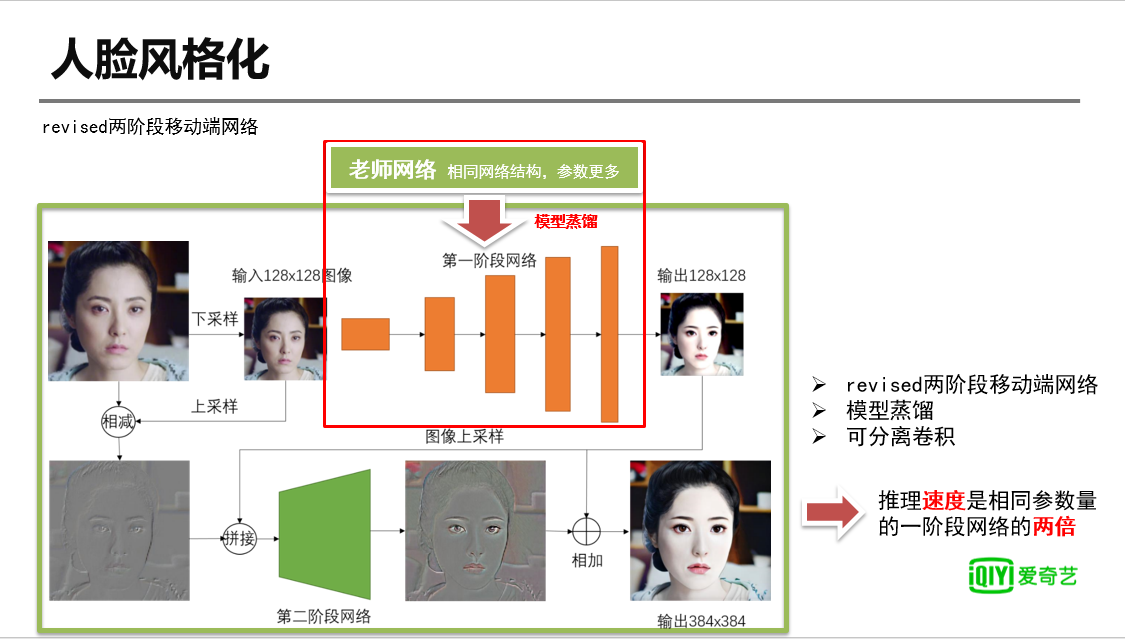 人脸风格化
revised两阶段移动端网络
老师网络 相同网络结构，参数更多
模型蒸馏
第一阶段网络
输入128x128图像
输出128x128
下采样
上采样
相减
图像上采样
拼接
相加
第二阶段网络
输出384x384
revised两阶段移动端网络
模型蒸馏
可分离卷积
推理速度是相同参数量
的一阶段网络的两倍
iQIYI 爱奇艺